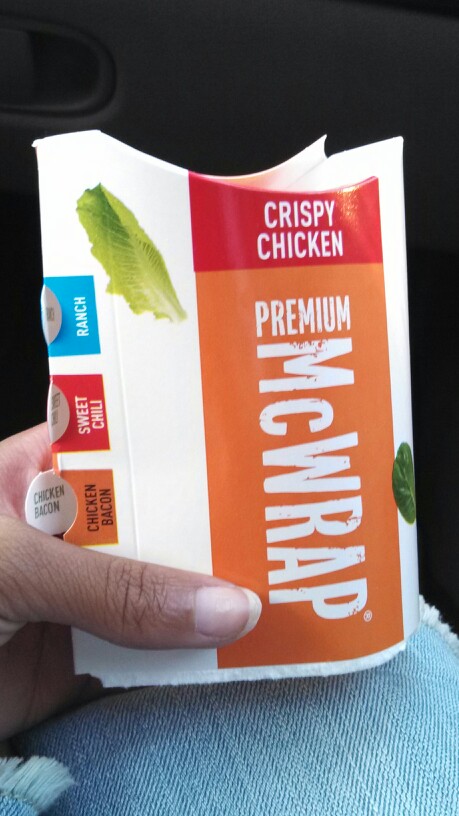 CRISPY
CHICKEN
PREMIUM
McWRAP®
RANCH
SWEET
CHILI
CHICKEN
BACON
CHICKEN
BACON